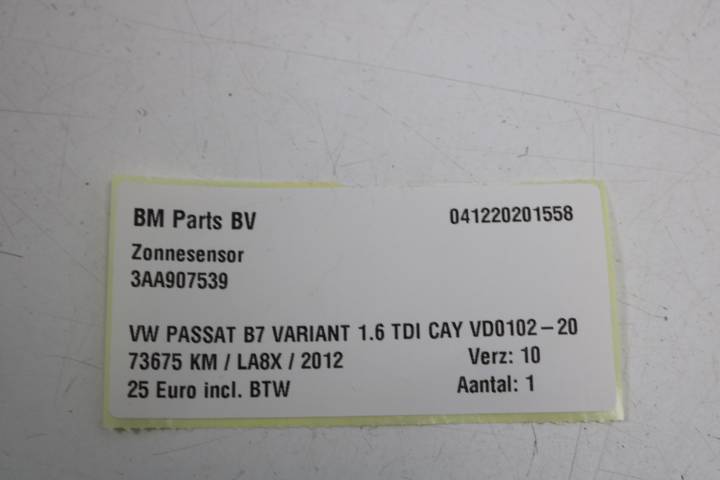 BM Parts BV 041220201558
Zonnesensor
3AA907539
VW PASSAT B7 VARIANT 1.6 TDI CAY VD0102-20
73675 KM / LA8X / 2012 Verz: 10
25 Euro incl. BTW Aantal: 1